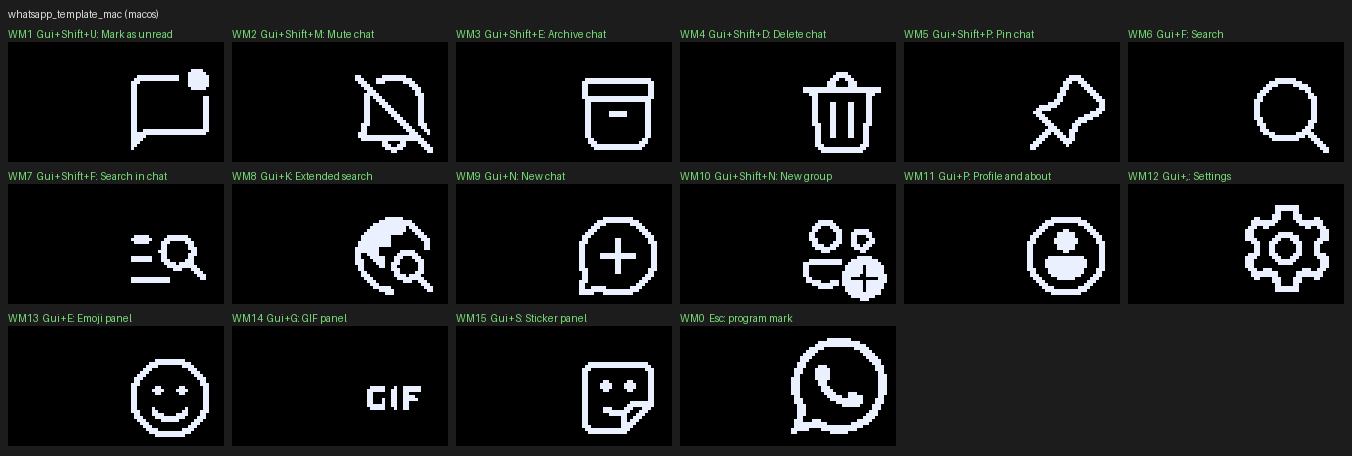 whatsapp_template_mac (macos)
WM1 Gui+Shift+U: Mark as unread
WM2 Gui+Shift+M: Mute chat
WM3 Gui+Shift+E: Archive chat
WM4 Gui+Shift+D: Delete chat
WM5 Gui+Shift+P: Pin chat
WM6 Gui+F: Search
WM7 Gui+Shift+F: Search in chat
WM8 Gui+K: Extended search
WM9 Gui+N: New chat
WM10 Gui+Shift+N: New group
WM11 Gui+P: Profile and about
WM12 Gui+,: Settings
WM13 Gui+E: Emoji panel
WM14 Gui+G: GIF panel
GIF
WM15 Gui+S: Sticker panel
WM0 Esc: program mark